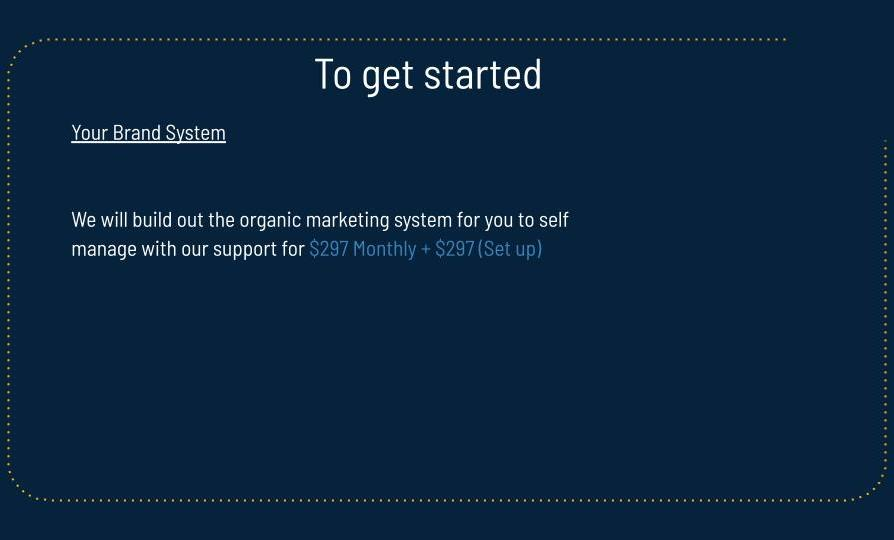 To get started
Your Brand System
We will build out the organic marketing system for you to self
manage with our support for $297 Monthly + $297 (Set up)